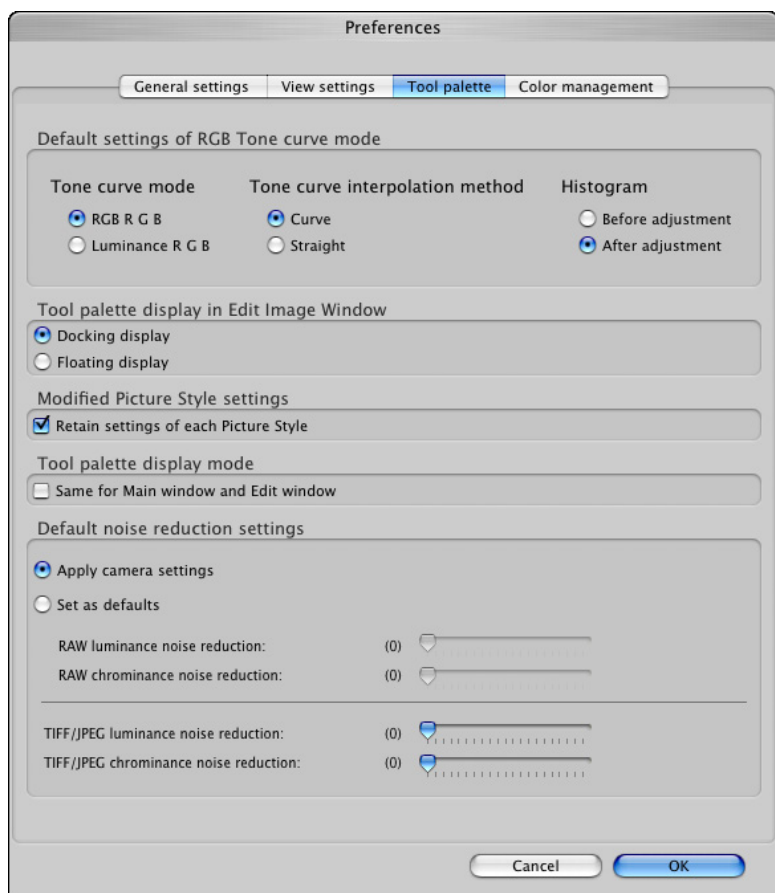 Preferences
General settings View settings Tool palette Color management
Default settings of RGB Tone curve mode
Tone curve mode Tone curve interpolation method Histogram
RGB R G B Curve Before adjustment
Luminance R G B Straight After adjustment
Tool palette display in Edit Image Window
Docking display
Floating display
Modified Picture Style settings
Retain settings of each Picture Style
Tool palette display mode
Same for Main window and Edit window
Default noise reduction settings
Apply camera settings
Set as defaults
RAW luminance noise reduction: (0)
RAW chrominance noise reduction: (0)
TIFF/JPEG luminance noise reduction: (0)
TIFF/JPEG chrominance noise reduction: (0)
Cancel OK